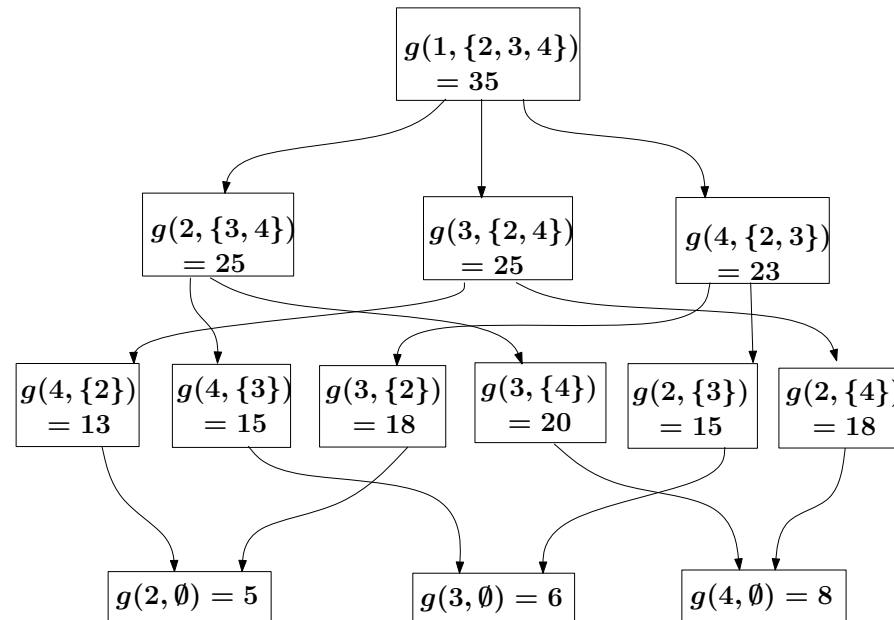 g(1, {2, 3, 4})
= 35
g(2, {3, 4})
= 25
g(3, {2, 4})
= 25
g(4, {2, 3})
= 23
g(4, {2})
= 13
g(4, {3})
= 15
g(3, {2})
= 18
g(3, {4})
= 20
g(2, {3})
= 15
g(2, {4})
= 18
g(2, ∅) = 5
g(3, ∅) = 6
g(4, ∅) = 8